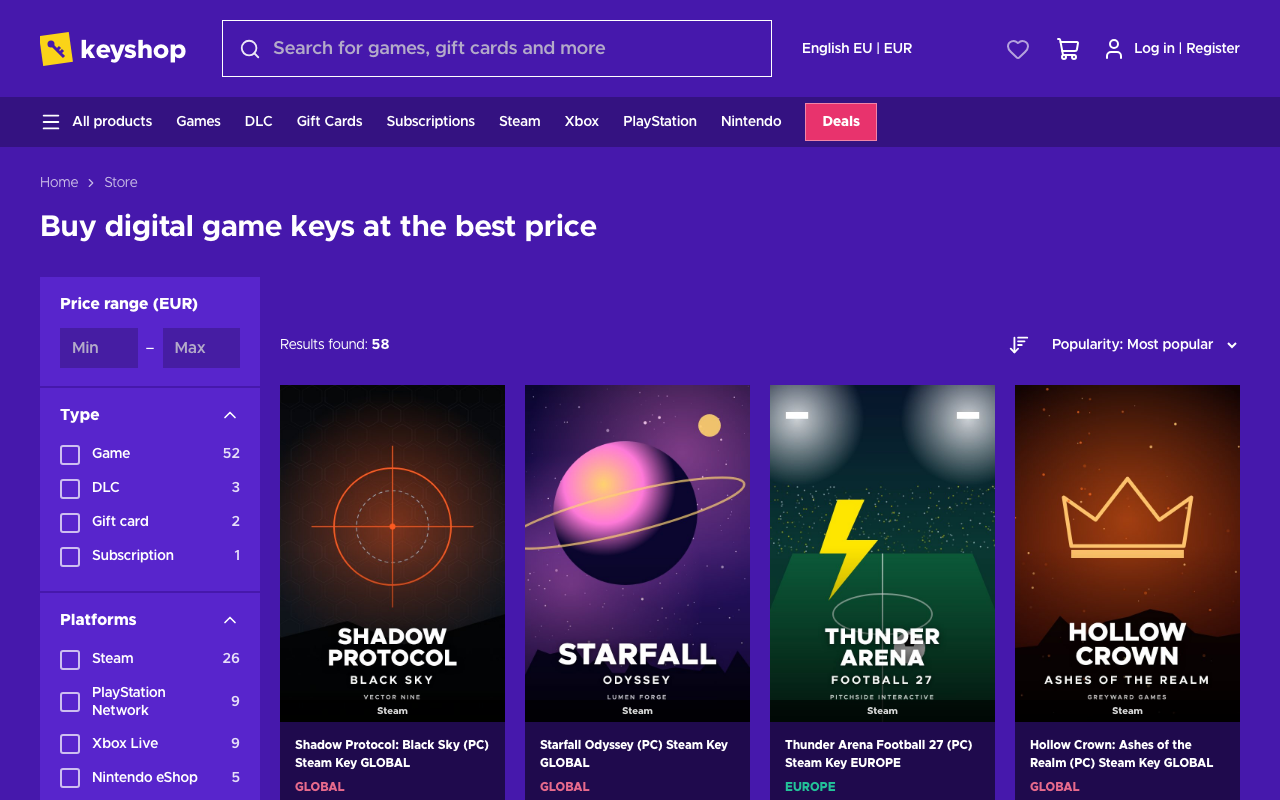 keyshop
Search for games, gift cards and more
English EU | EUR
Log in | Register
All products
Games
DLC
Gift Cards
Subscriptions
Steam
Xbox
PlayStation
Nintendo
Deals
Home
Store
Buy digital game keys at the best price
Price range (EUR)
Min
–
Max
Type
Game 52
DLC 3
Gift card 2
Subscription 1
Platforms
Steam 26
PlayStation
Network 9
Xbox Live 9
Nintendo eShop 5
Results found: 58
Popularity: Most popular
SHADOW
PROTOCOL
BLACK SKY
VECTOR NINE
Steam
Shadow Protocol: Black Sky (PC)
Steam Key GLOBAL
GLOBAL
STARFALL
ODYSSEY
LUMEN FORGE
Steam
Starfall Odyssey (PC) Steam Key
GLOBAL
GLOBAL
THUNDER
ARENA
FOOTBALL 27
PITCHSIDE INTERACTIVE
Steam
Thunder Arena Football 27 (PC)
Steam Key EUROPE
EUROPE
HOLLOW
CROWN
ASHES OF THE REALM
GREYWARD GAMES
Steam
Hollow Crown: Ashes of the
Realm (PC) Steam Key GLOBAL
GLOBAL